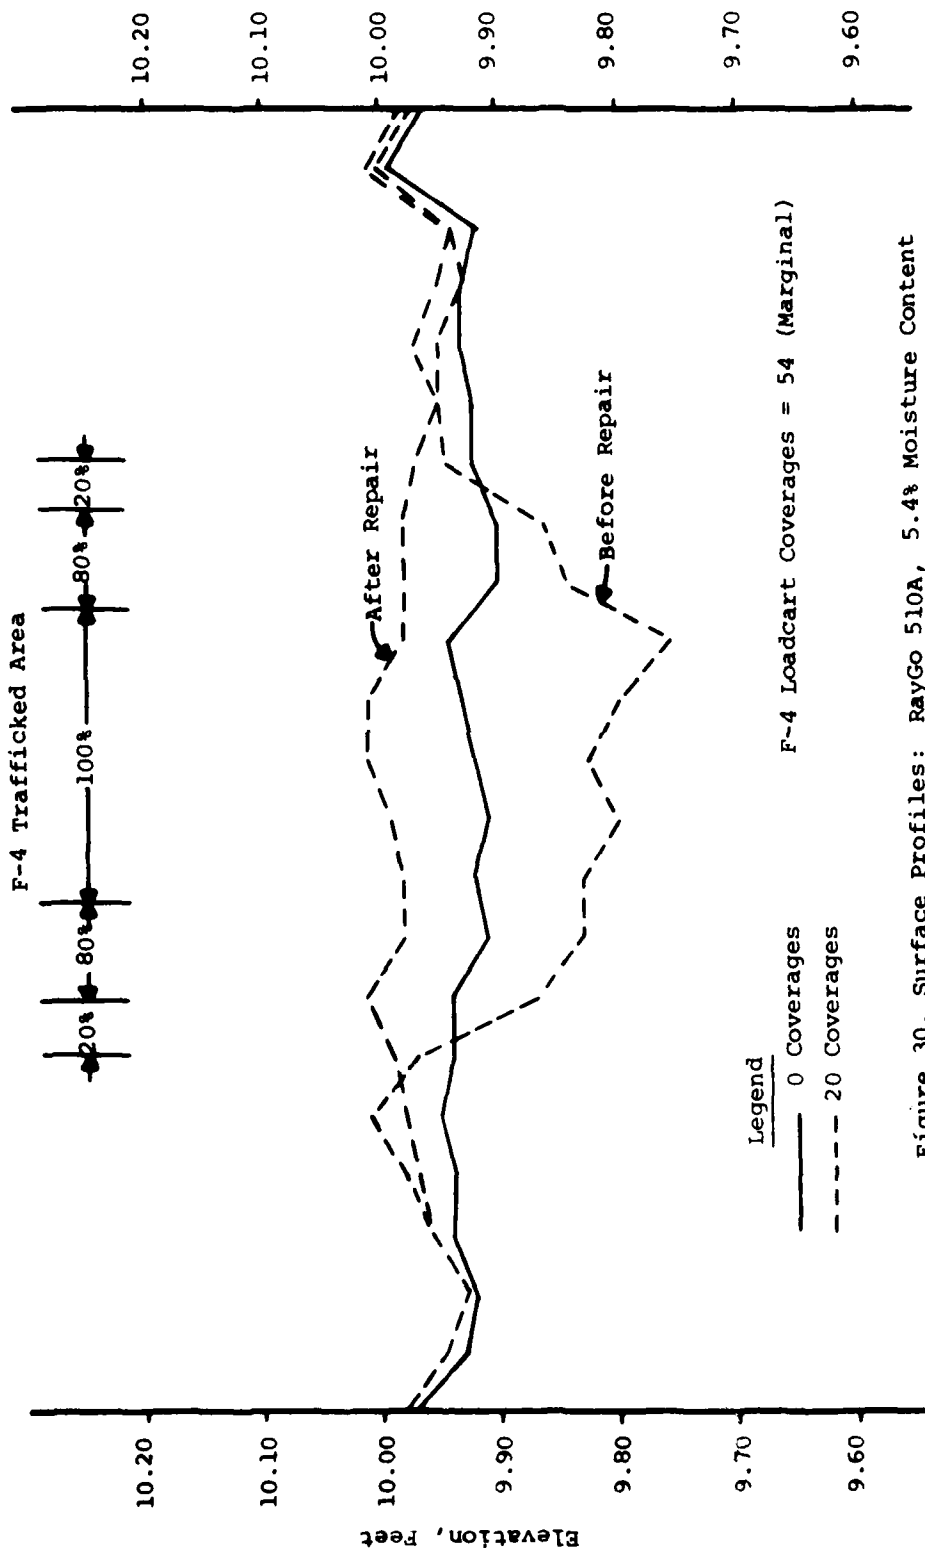 F-4 Trafficked Area
20%
80%
100%
80%
20%
10.20
10.10
10.00
9.90
9.80
9.70
9.60
Elevation, Feet
10.20
10.10
10.00
9.90
9.80
9.70
9.60
After Repair
Before Repair
Legend
0 Coverages
20 Coverages
F-4 Loadcart Coverages = 54 (Marginal)
Figure 30. Surface Profiles: RayGo 510A, 5.4% Moisture Content